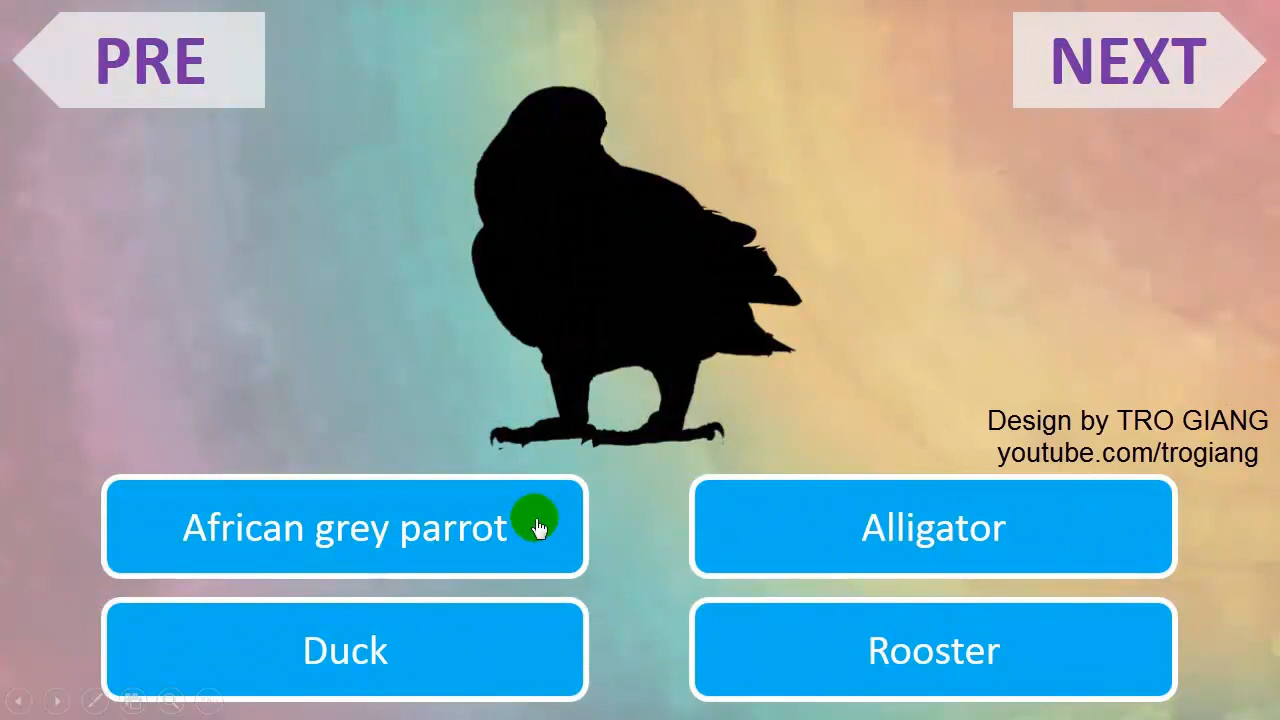 PRE
NEXT
Design by TRO GIANG
youtube.com/trogiang
African grey parrot
Alligator
Duck
Rooster